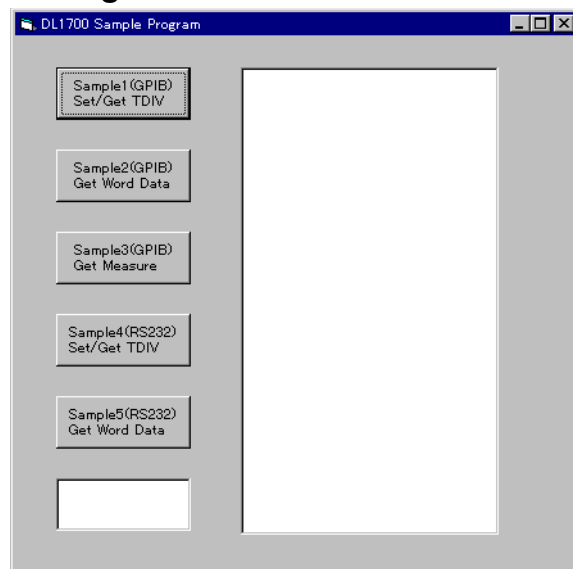 DL1700 Sample Program
Sample1(GPIB)
Set/Get TDIV
Sample2(GPIB)
Get Word Data
Sample3(GPIB)
Get Measure
Sample4(RS232)
Set/Get TDIV
Sample5(RS232)
Get Word Data